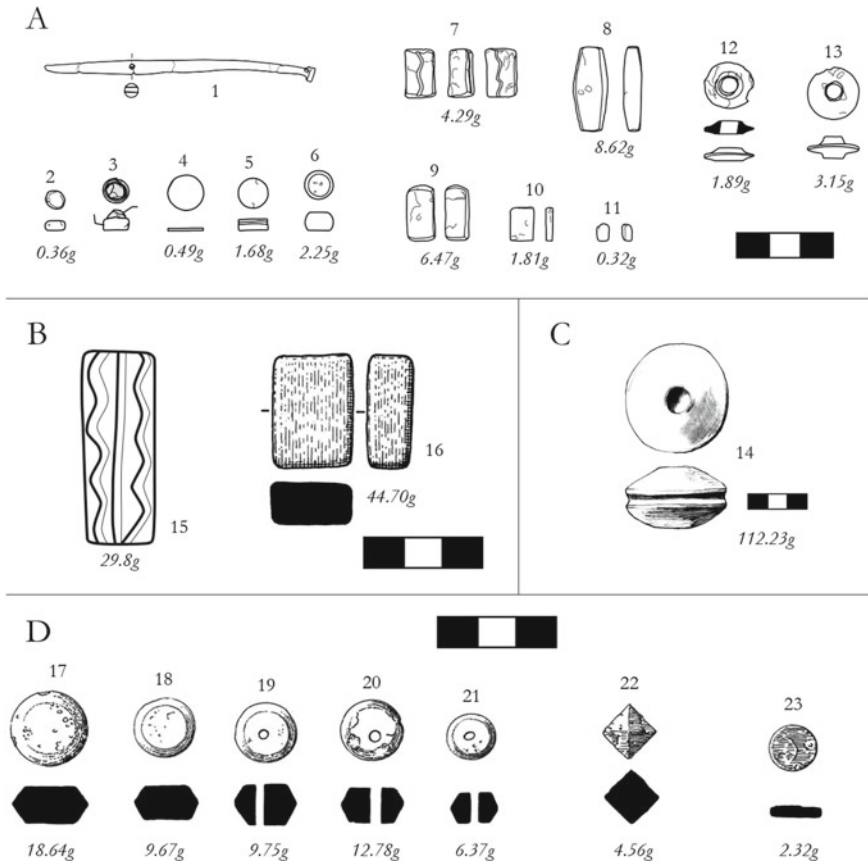 A
1
7
4.29g
8
8.62g
12
1.89g
13
3.15g
2
0.36g
3
4
0.49g
5
1.68g
6
2.25g
9
6.47g
10
1.81g
11
0.32g
B
15
29.8g
16
44.70g
C
14
112.23g
D
17
18.64g
18
9.67g
19
9.75g
20
12.78g
21
6.37g
22
4.56g
23
2.32g